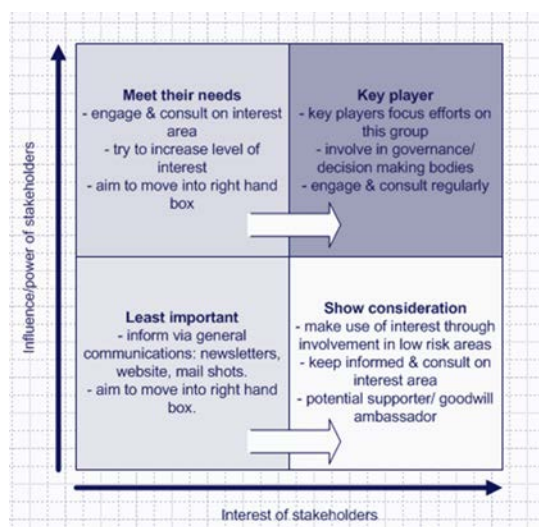 Influence/power of stakeholders
Meet their needs
- engage & consult on interest
area
- try to increase level of
interest
- aim to move into right hand
box
Key player
- key players focus efforts on
this group
- involve in governance/
decision making bodies
- engage & consult regularly
Least important
- inform via general
communications: newsletters,
website, mail shots.
- aim to move into right hand
box.
Show consideration
- make use of interest through
involvement in low risk areas
- keep informed & consult on
interest area
- potential supporter/ goodwill
ambassador
Interest of stakeholders